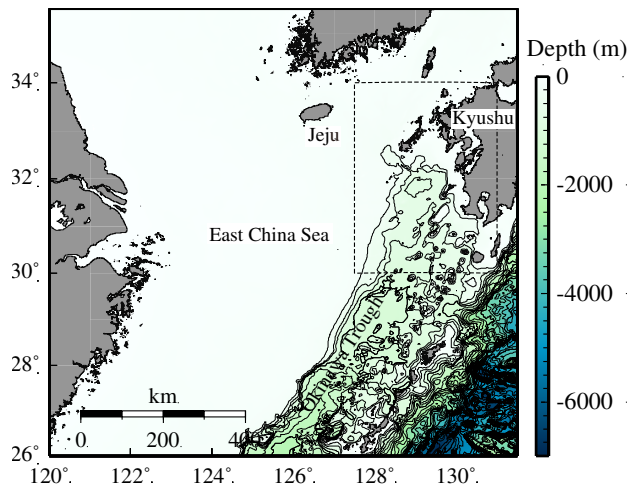 Depth (m)
34°
Kyushu
0
Jeju
32°
-2000
East China Sea
30°
-4000
28°
Okinawa Trough
km
-6000
0 200 400
26°
120° 122° 124° 126° 128° 130°